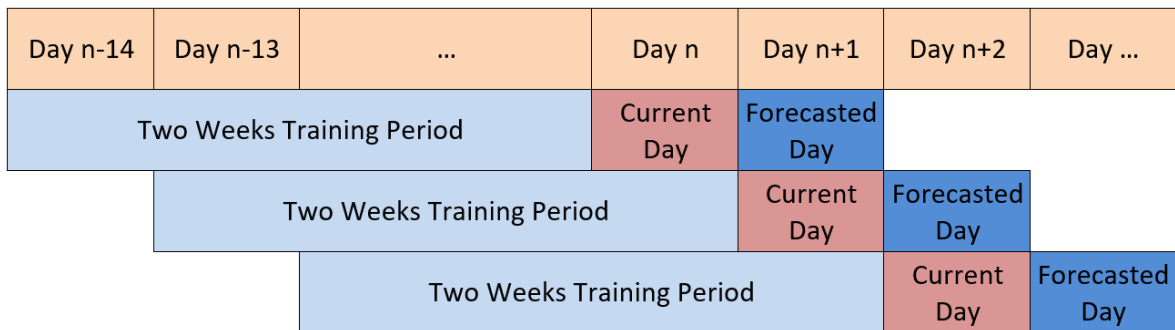 Day n-14 Day n-13 ... Day n Day n+1 Day n+2 Day ...
Two Weeks Training Period Current Day Forecasted Day
Two Weeks Training Period Current Day Forecasted Day
Two Weeks Training Period Current Day Forecasted Day